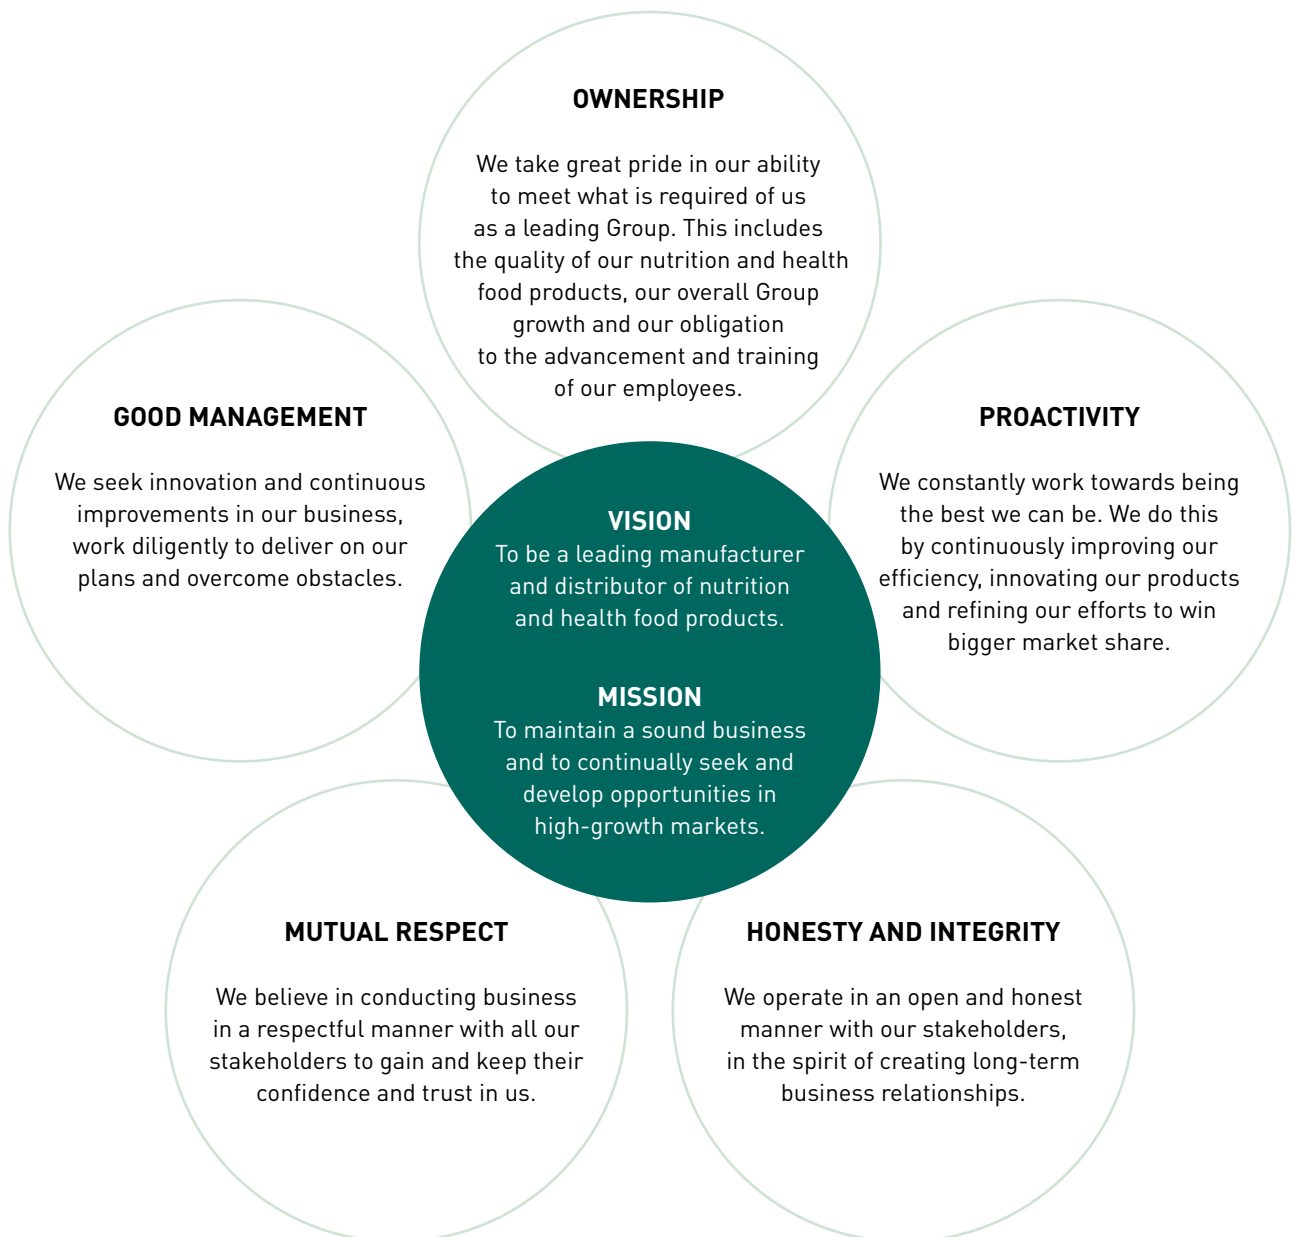 OWNERSHIP
We take great pride in our ability
to meet what is required of us
as a leading Group. This includes
the quality of our nutrition and health
food products, our overall Group
growth and our obligation
to the advancement and training
of our employees.
GOOD MANAGEMENT
We seek innovation and continuous
improvements in our business,
work diligently to deliver on our
plans and overcome obstacles.
PROACTIVITY
We constantly work towards being
the best we can be. We do this
by continuously improving our
efficiency, innovating our products
and refining our efforts to win
bigger market share.
VISION
To be a leading manufacturer
and distributor of nutrition
and health food products.
MISSION
To maintain a sound business
and to continually seek and
develop opportunities in
high-growth markets.
MUTUAL RESPECT
We believe in conducting business
in a respectful manner with all our
stakeholders to gain and keep their
confidence and trust in us.
HONESTY AND INTEGRITY
We operate in an open and honest
manner with our stakeholders,
in the spirit of creating long-term
business relationships.